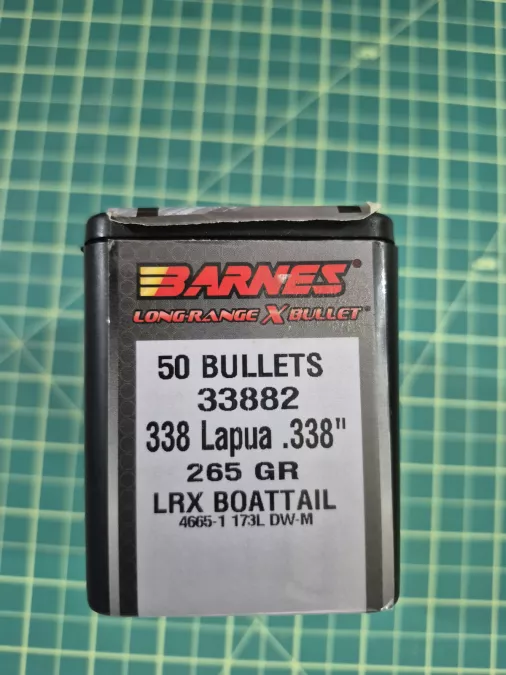 BARNES®
LONG-RANGE X BULLET®
50 BULLETS
33882
338 Lapua .338"
265 GR
LRX BOATTAIL
4665-1 173L DW-M